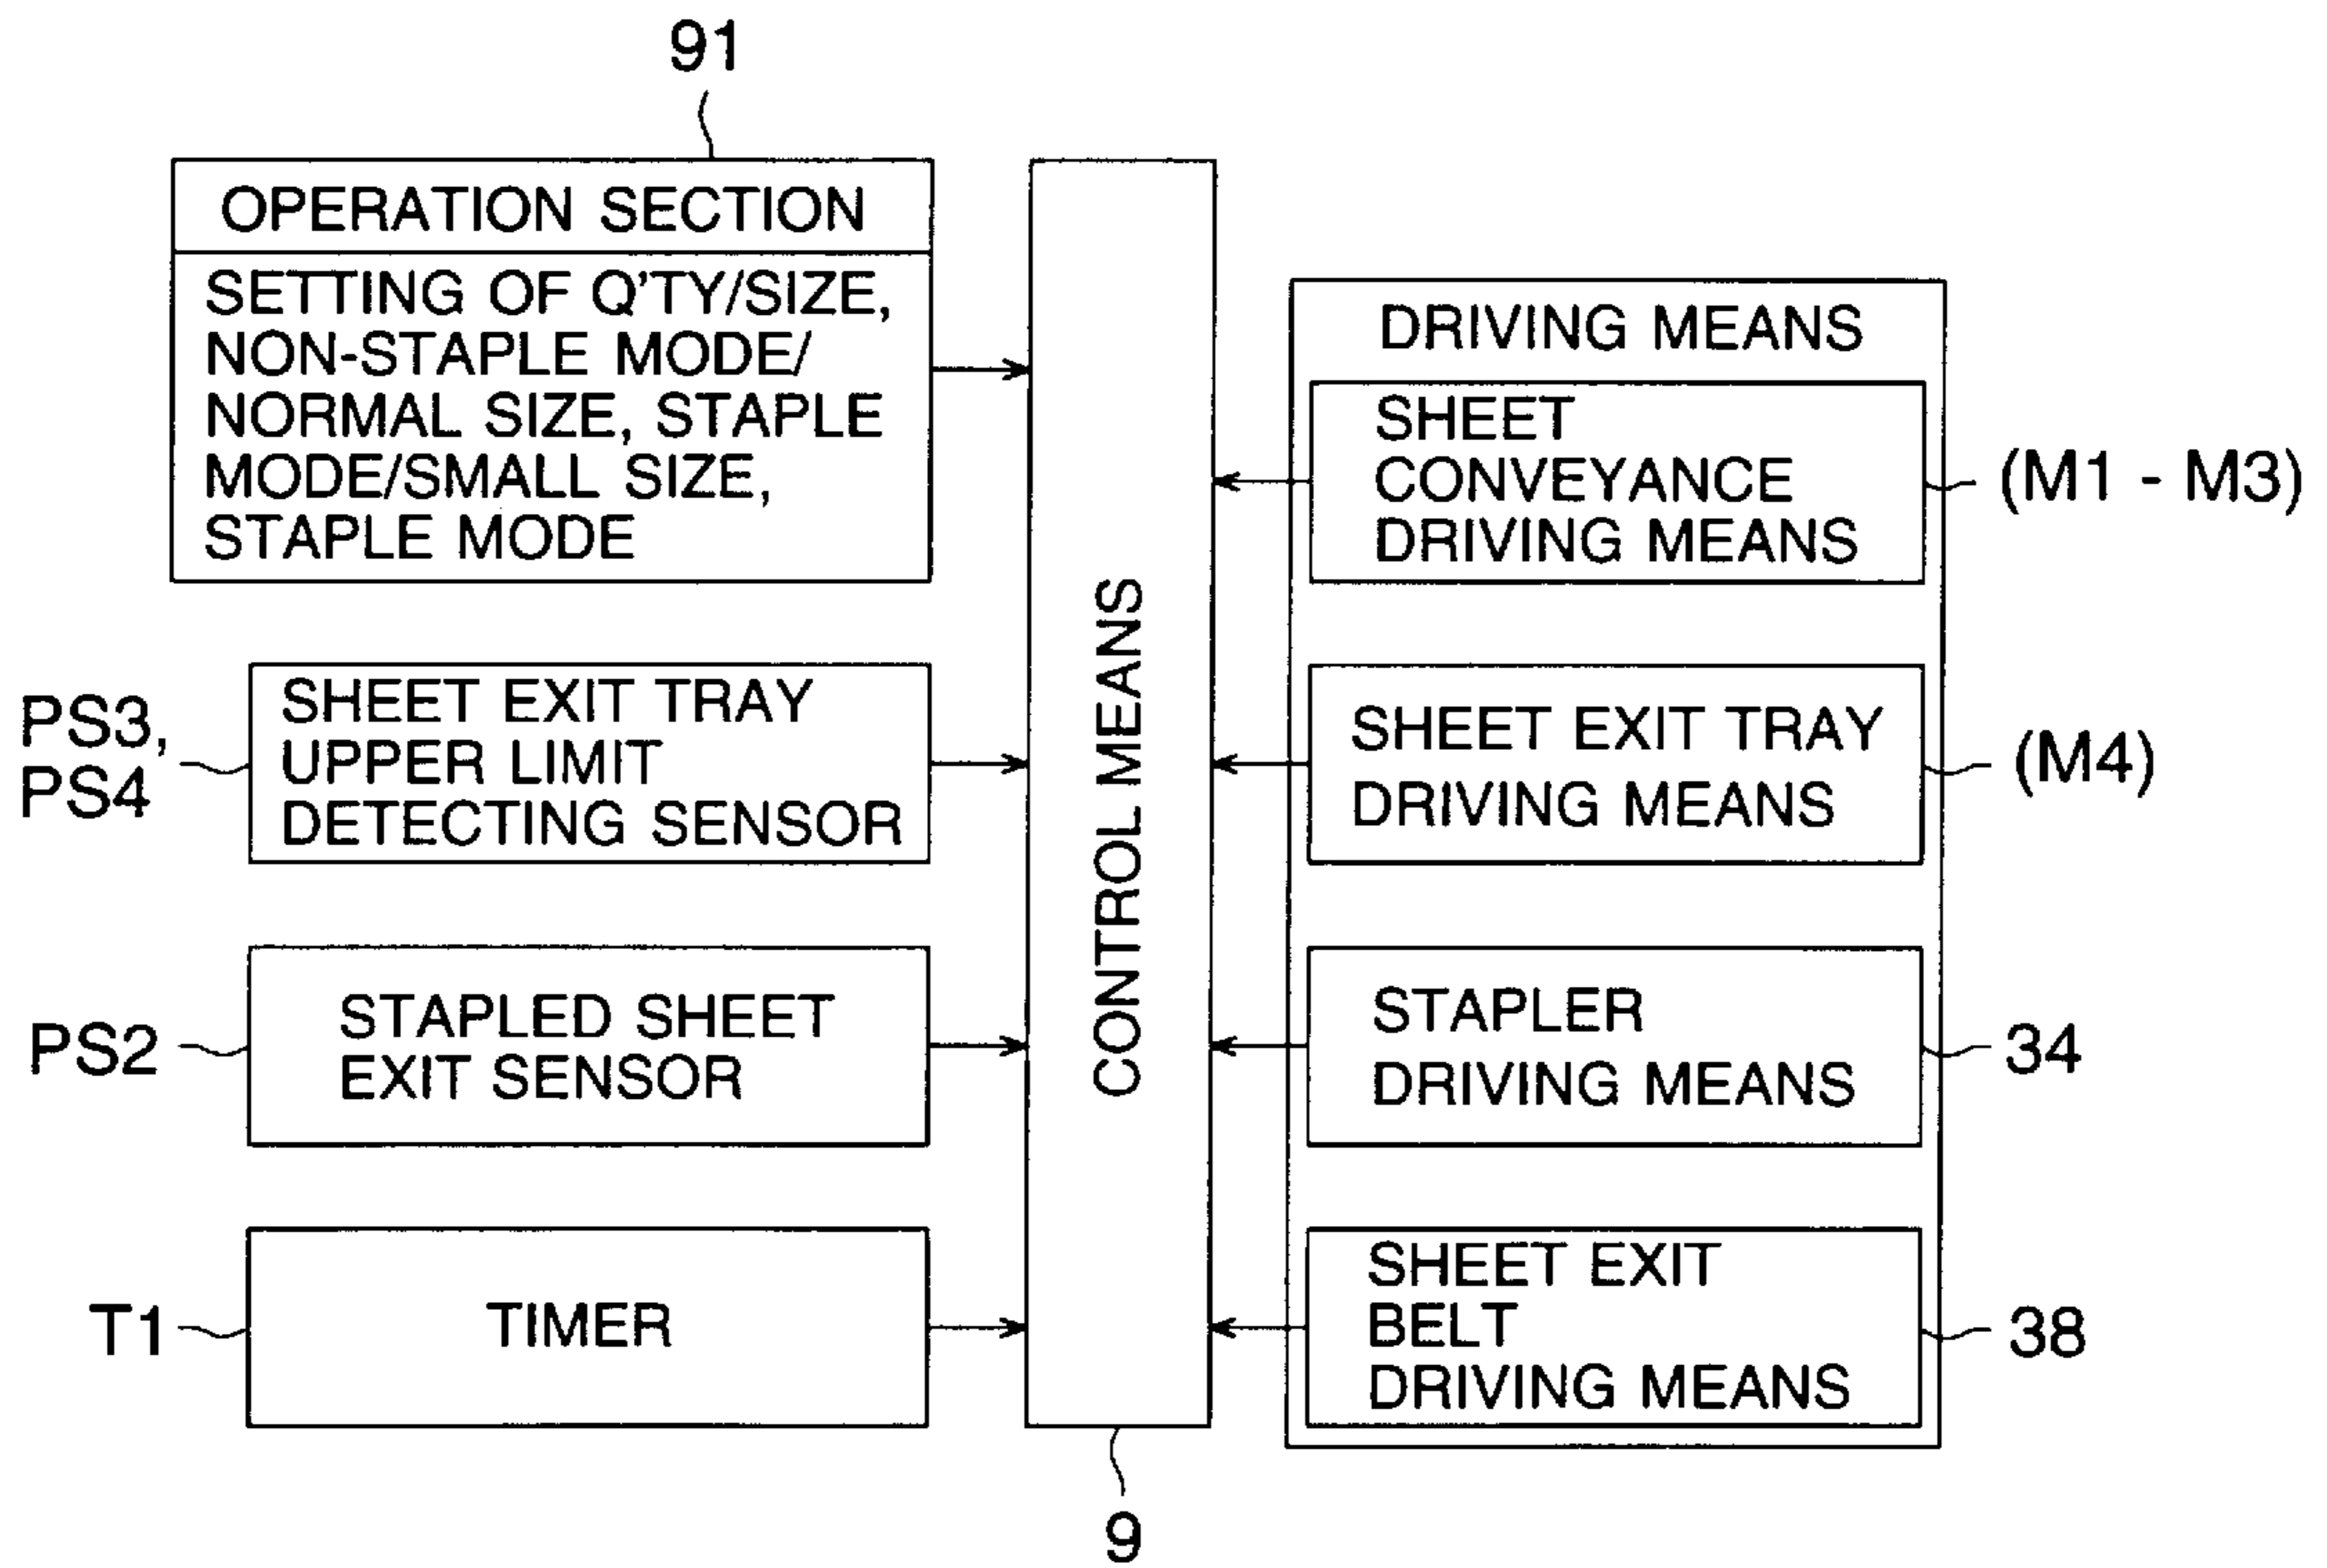 91
OPERATION SECTION
SETTING OF Q'TY/SIZE,
NON-STAPLE MODE/
NORMAL SIZE, STAPLE
MODE/SMALL SIZE,
STAPLE MODE
PS3,
PS4
SHEET EXIT TRAY
UPPER LIMIT
DETECTING SENSOR
PS2
STAPLED SHEET
EXIT SENSOR
T1
TIMER
CONTROL MEANS
9
DRIVING MEANS
SHEET
CONVEYANCE
DRIVING MEANS
(M1 - M3)
SHEET EXIT TRAY
DRIVING MEANS
(M4)
STAPLER
DRIVING MEANS
34
SHEET EXIT
BELT
DRIVING MEANS
38